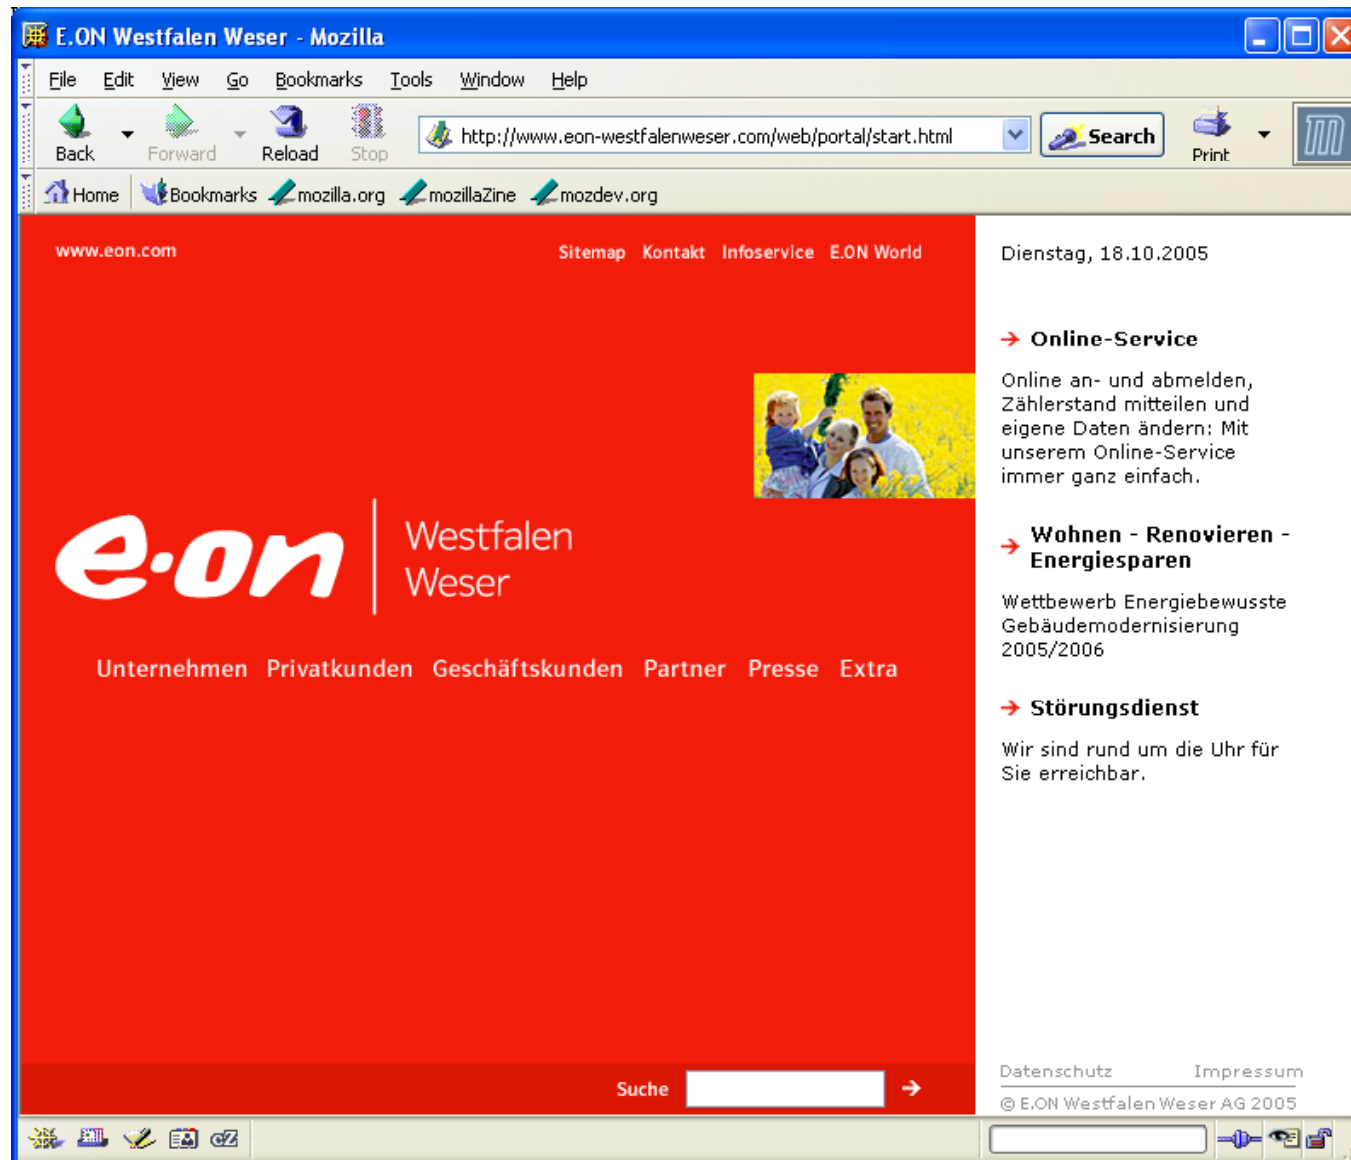 E.ON Westfalen Weser - Mozilla
File Edit View Go Bookmarks Tools Window Help
Back Forward Reload Stop http://www.eon-westfalenweser.com/web/portal/start.html Search Print
Home Bookmarks mozilla.org mozillaZine mozdev.org
www.eon.com Sitemap Kontakt Infoservice E.ON World
e·on Westfalen
Weser
Unternehmen Privatkunden Geschäftskunden Partner Presse Extra
Suche
Dienstag, 18.10.2005
Online-Service
Online an- und abmelden,
Zählerstand mitteilen und
eigene Daten ändern: Mit
unserem Online-Service
immer ganz einfach.
Wohnen - Renovieren -
Energiesparen
Wettbewerb Energiebewusste
Gebäudemodernisierung
2005/2006
Störungsdienst
Wir sind rund um die Uhr für
Sie erreichbar.
Datenschutz Impressum
© E.ON Westfalen Weser AG 2005
cZ